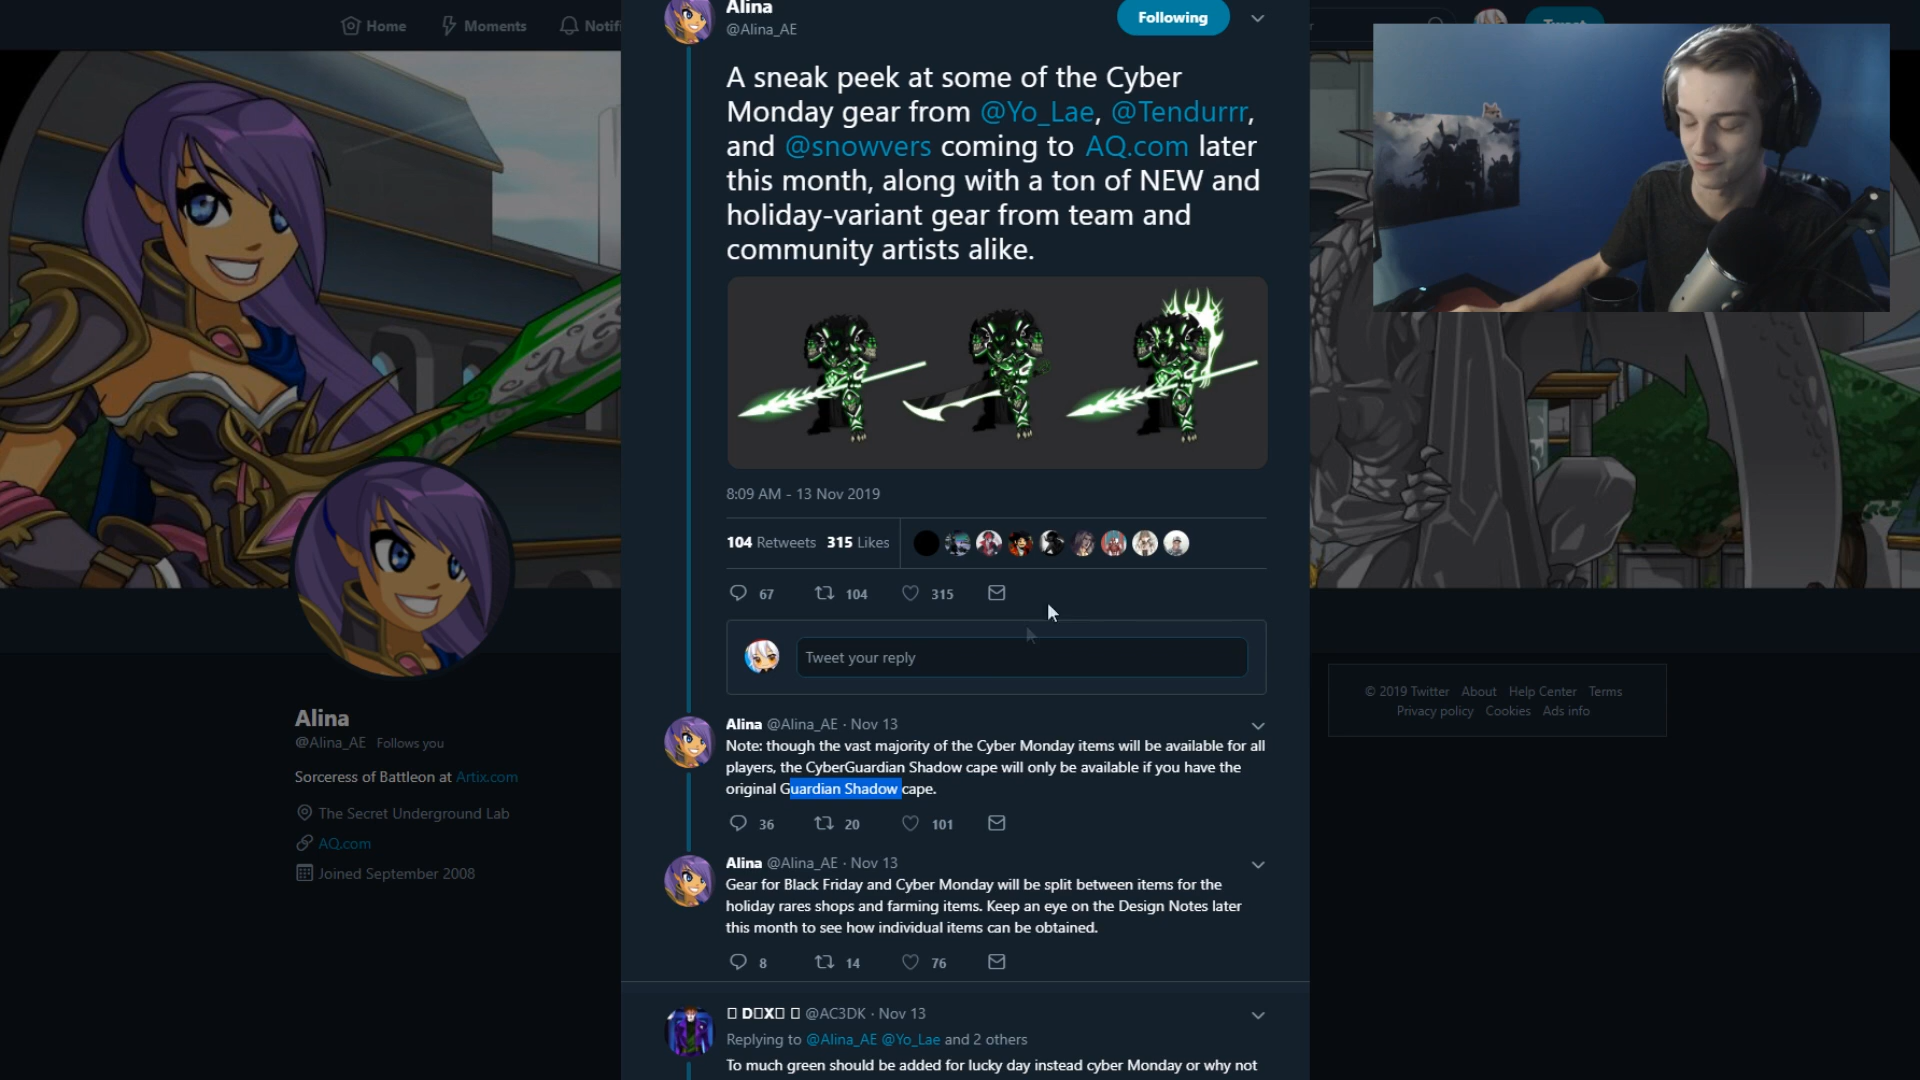 Home
Moments
Alina
@Alina_AE
Following
A sneak peek at some of the Cyber
Monday gear from @Yo_Lae, @Tendurrr,
and @snowvers coming to AQ.com later
this month, along with a ton of NEW and
holiday-variant gear from team and
community artists alike.
8:09 AM - 13 Nov 2019
104 Retweets 315 Likes
67 104 315
Tweet your reply
Alina @Alina_AE · Nov 13
Note: though the vast majority of the Cyber Monday items will be available for all
players, the CyberGuardian Shadow cape will only be available if you have the
original Guardian Shadow cape.
36 20 101
Alina @Alina_AE · Nov 13
Gear for Black Friday and Cyber Monday will be split between items for the
holiday rares shops and farming items. Keep an eye on the Design Notes later
this month to see how individual items can be obtained.
8 14 76
@AC3DK · Nov 13
Replying to @Alina_AE @Yo_Lae and 2 others
To much green should be added for lucky day instead cyber Monday or why not
Alina
@Alina_AE Follows you
Sorceress of Battleon at Artix.com
The Secret Underground Lab
AQ.com
Joined September 2008
© 2019 Twitter About Help Center Terms
Privacy policy Cookies Ads info